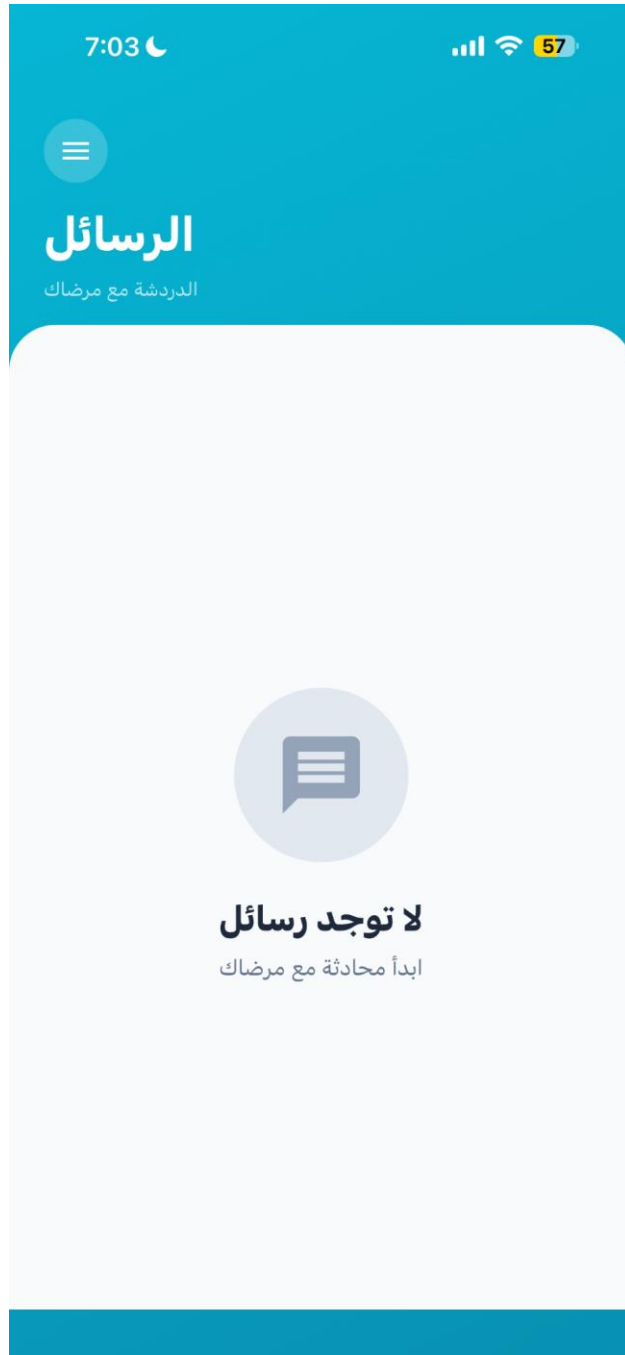 7:03
57
الرسائل
الدردشة مع مرضاك
لا توجد رسائل
ابدأ محادثة مع مرضاك